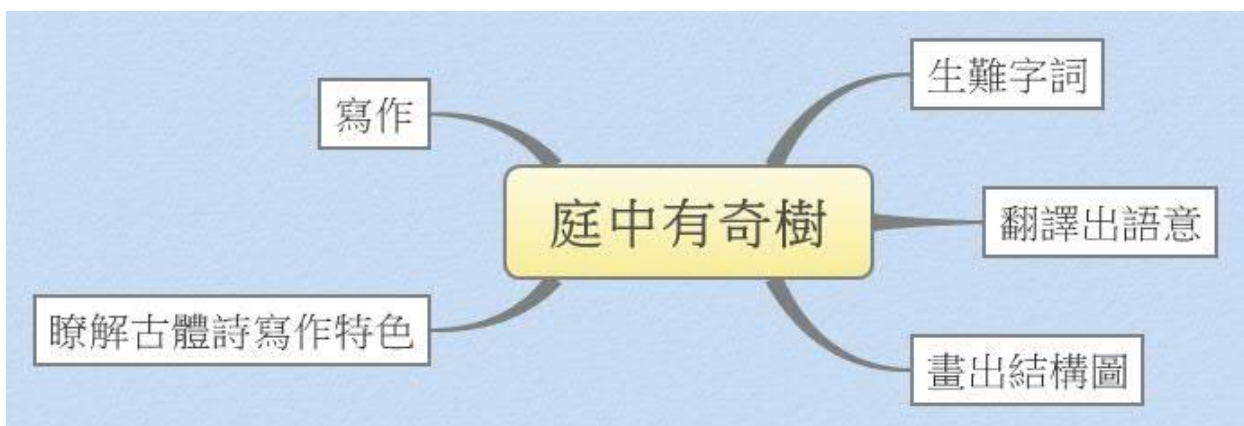 生難字詞
寫作
庭中有奇樹
翻譯出語意
瞭解古體詩寫作特色
畫出結構圖